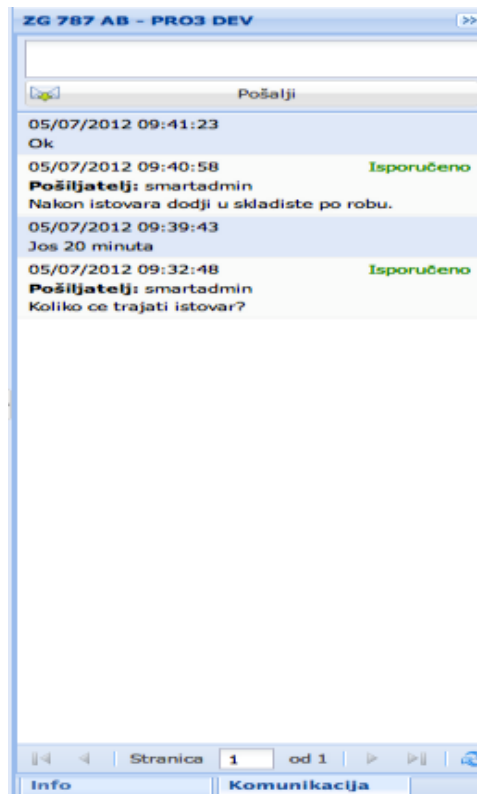 ZG 787 AB - PRO3 DEV
Pošalji
05/07/2012 09:41:23
Ok
05/07/2012 09:40:58 Isporučeno
Pošiljatelj: smartadmin
Nakon istovara dodji u skladiste po robu.
05/07/2012 09:39:43
Jos 20 minuta
05/07/2012 09:32:48 Isporučeno
Pošiljatelj: smartadmin
Koliko ce trajati istovar?
Stranica 1 od 1
Info Komunikacija